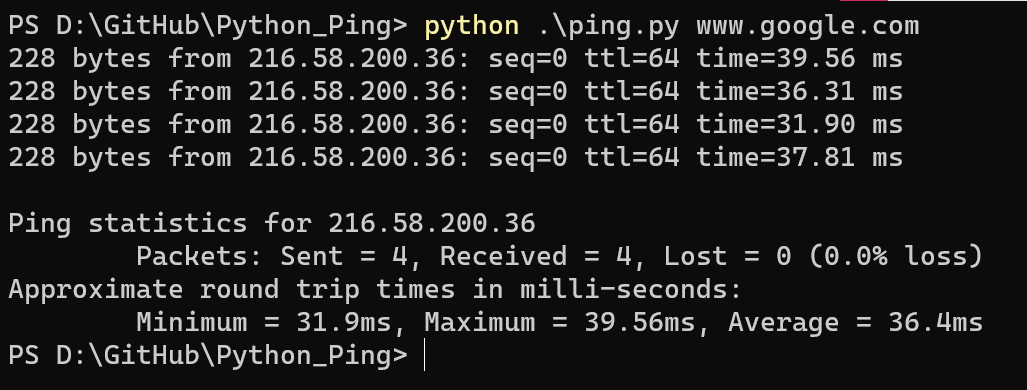 PS D:\GitHub\Python_Ping> python .\ping.py www.google.com
228 bytes from 216.58.200.36: seq=0 ttl=64 time=39.56 ms
228 bytes from 216.58.200.36: seq=0 ttl=64 time=36.31 ms
228 bytes from 216.58.200.36: seq=0 ttl=64 time=31.90 ms
228 bytes from 216.58.200.36: seq=0 ttl=64 time=37.81 ms

Ping statistics for 216.58.200.36
        Packets: Sent = 4, Received = 4, Lost = 0 (0.0% loss)
Approximate round trip times in milli-seconds:
        Minimum = 31.9ms, Maximum = 39.56ms, Average = 36.4ms
PS D:\GitHub\Python_Ping>